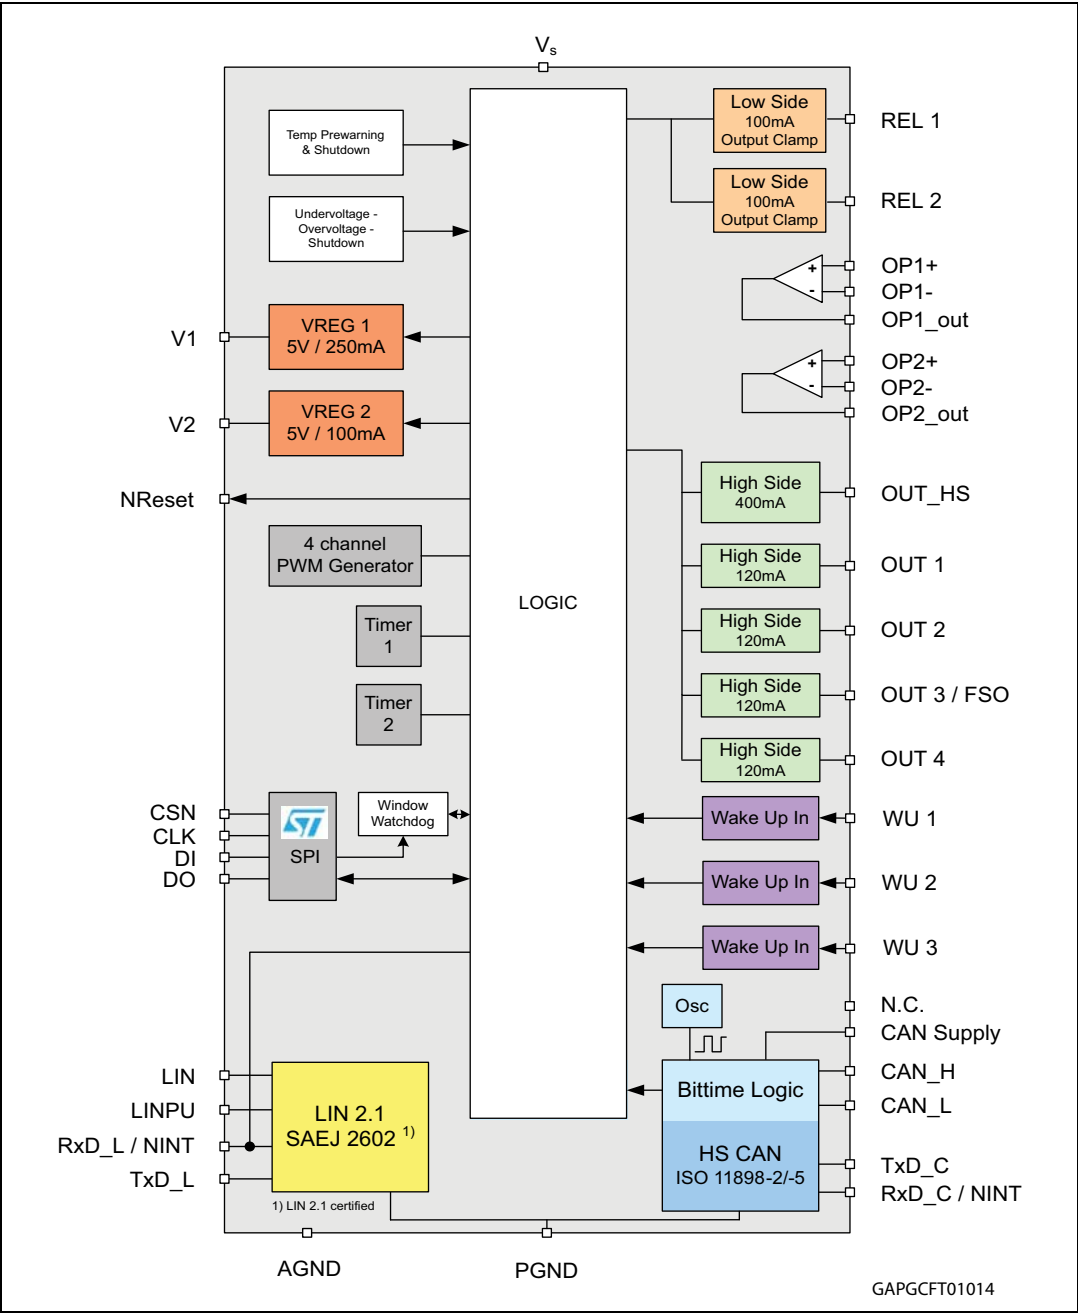 Vs
Temp Prewarning
& Shutdown
Undervoltage -
Overvoltage -
Shutdown
V1
VREG 1
5V / 250mA
V2
VREG 2
5V / 100mA
NReset
4 channel
PWM Generator
Timer
1
Timer
2
LOGIC
CSN
CLK
DI
DO
ST
SPI
Window
Watchdog
LIN
LINPU
RxD_L / NINT
TxD_L
LIN 2.1
SAEJ 2602 1)
1) LIN 2.1 certified
AGND
PGND
Low Side
100mA
Output Clamp
REL 1
Low Side
100mA
Output Clamp
REL 2
+
-
OP1+
OP1-
OP1_out
+
-
OP2+
OP2-
OP2_out
High Side
400mA
OUT_HS
High Side
120mA
OUT 1
High Side
120mA
OUT 2
High Side
120mA
OUT 3 / FSO
High Side
120mA
OUT 4
Wake Up In
WU 1
Wake Up In
WU 2
Wake Up In
WU 3
Osc
N.C.
CAN Supply
Bittime Logic
CAN_H
CAN_L
HS CAN
ISO 11898-2/-5
TxD_C
RxD_C / NINT
GAPGCFT01014